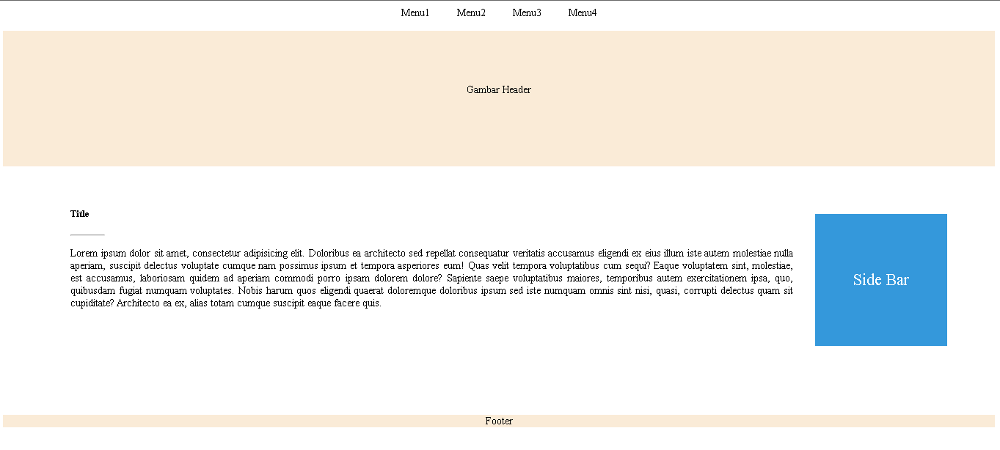 Menu1 Menu2 Menu3 Menu4
Gambar Header
Title
Lorem ipsum dolor sit amet, consectetur adipisicing elit. Doloribus ea architecto sed repellat consequatur veritatis accusamus eligendi ex eius illum iste autem molestiae nulla
aperiam, suscipit delectus voluptate cumque nam possimus ipsum et tempora asperiores eum! Quas velit tempora voluptatibus cum sequi? Eaque voluptatem sint, molestiae,
est accusamus, laboriosam quidem ad aperiam commodi porro ipsam dolorem dolore? Sapiente saepe voluptatibus maiores, temporibus autem exercitationem ipsa, quo,
quibusdam fugiat numquam voluptates. Nobis harum quos eligendi quaerat doloremque doloribus ipsum sed iste numquam omnis sint nisi, quasi, corrupti delectus quam sit
cupiditate? Architecto ea ex, alias totam cumque suscipit eaque facere quis.
Side Bar
Footer